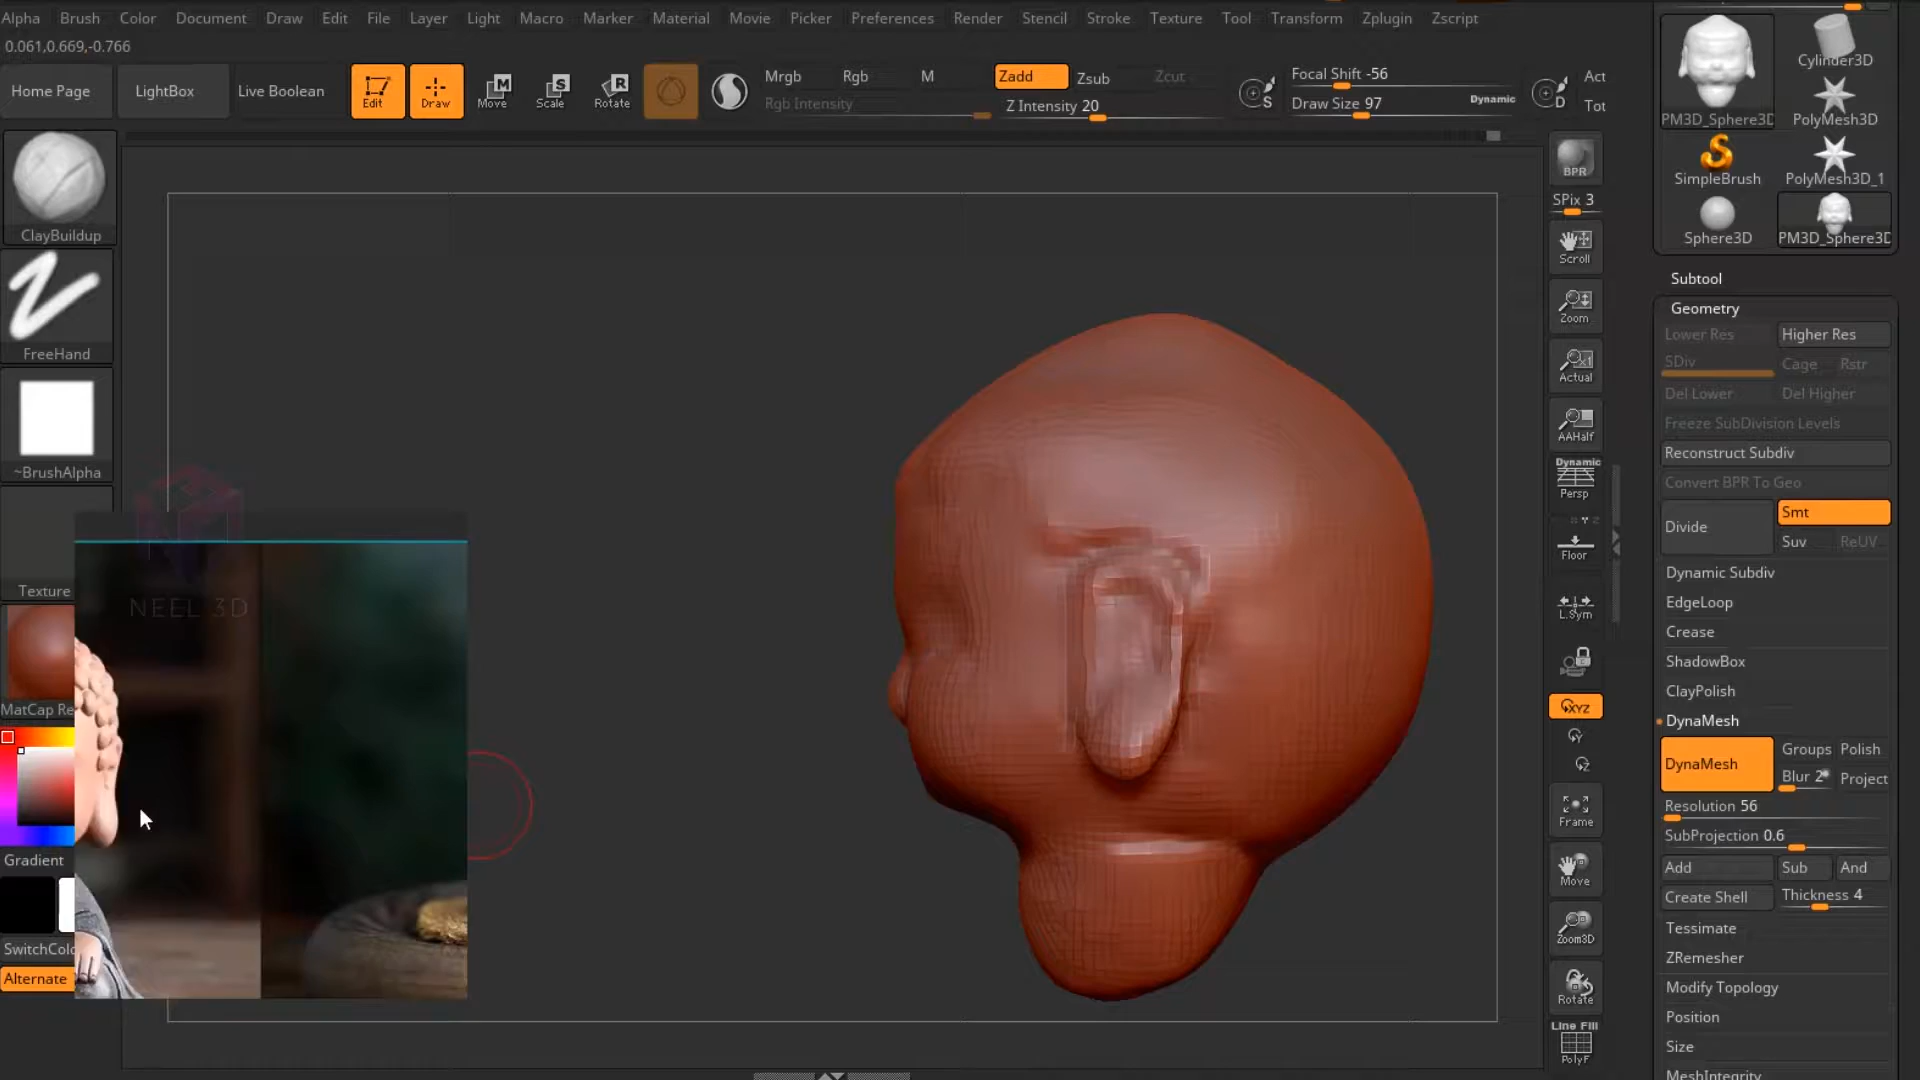 Alpha Brush Color Document Draw Edit File Layer Light Macro Marker Material Movie Picker Preferences Render Stencil Stroke Texture Tool Transform Zplugin Zscript
0.061,0.669,-0.766
Home Page LightBox Live Boolean Edit Draw Move Scale Rotate
Mrgb Rgb M Zadd Zsub Zcut
Rgb Intensity Z Intensity 20
Focal Shift -56
Draw Size 97 Dynamic
S D
Act
Tot
ClayBuildup
FreeHand
~BrushAlpha
Texture
NEEL 3D
MatCap Re
Gradient
SwitchColo
Alternate
BPR
SPix 3
Scroll
Zoom
Actual
AAHalf
Dynamic
Persp
Floor
L.Sym
XYZ
Y
Z
Frame
Move
Zoom3D
Rotate
Line Fill
PolyF
PM3D_Sphere3D Cylinder3D
PolyMesh3D
SimpleBrush PolyMesh3D_1
Sphere3D PM3D_Sphere3D
Subtool
Geometry
Lower Res Higher Res
SDiv Cage Rstr
Del Lower Del Higher
Freeze SubDivision Levels
Reconstruct Subdiv
Convert BPR To Geo
Divide Smt
Suv ReUV
Dynamic Subdiv
EdgeLoop
Crease
ShadowBox
ClayPolish
DynaMesh
DynaMesh Groups Polish
Blur 2 Project
Resolution 56
SubProjection 0.6
Add Sub And
Create Shell Thickness 4
Tessimate
ZRemesher
Modify Topology
Position
Size
MeshIntegrity